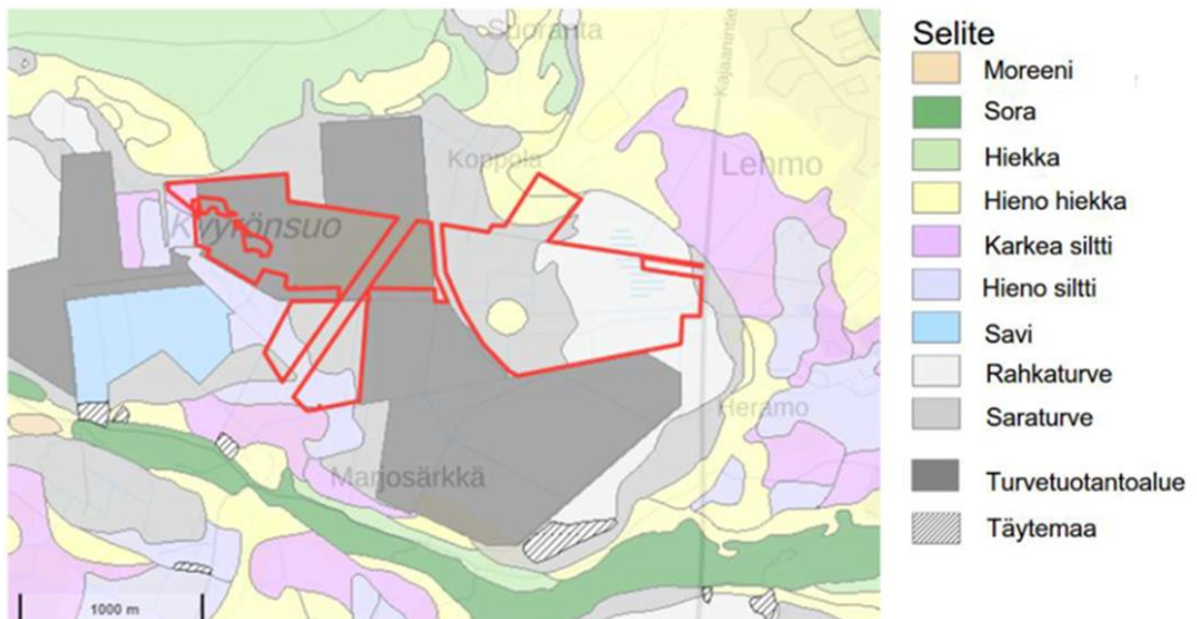 Suoranta
Kajaanintie
Konppola
Lehmo
Kyyrönsuo
Heramo
Marjosärkkä
1000 m
Selite
Moreeni
Sora
Hiekka
Hieno hiekka
Karkea siltti
Hieno siltti
Savi
Rahkaturve
Saraturve
Turvetuotantoalue
Täytemaa